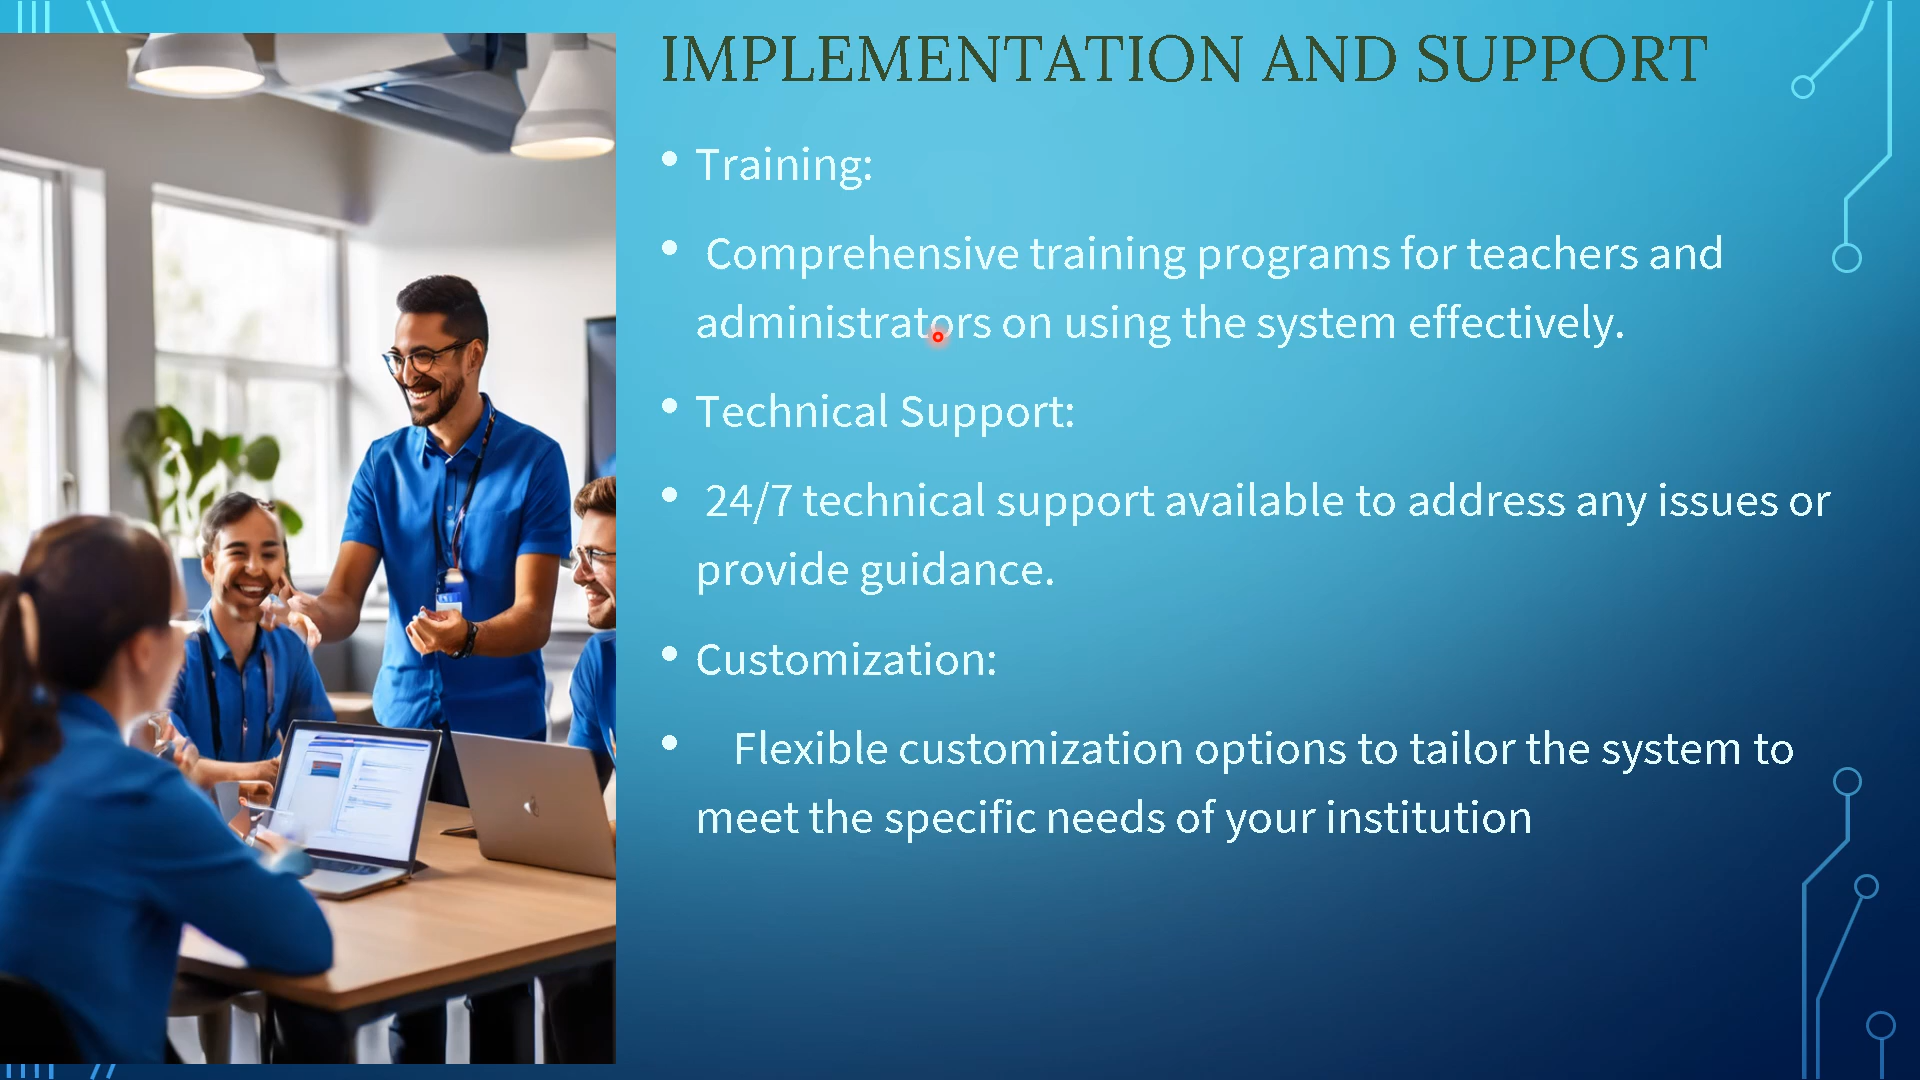 IMPLEMENTATION AND SUPPORT
• Training:
• Comprehensive training programs for teachers and
administrators on using the system effectively.
• Technical Support:
• 24/7 technical support available to address any issues or
provide guidance.
• Customization:
• Flexible customization options to tailor the system to
meet the specific needs of your institution